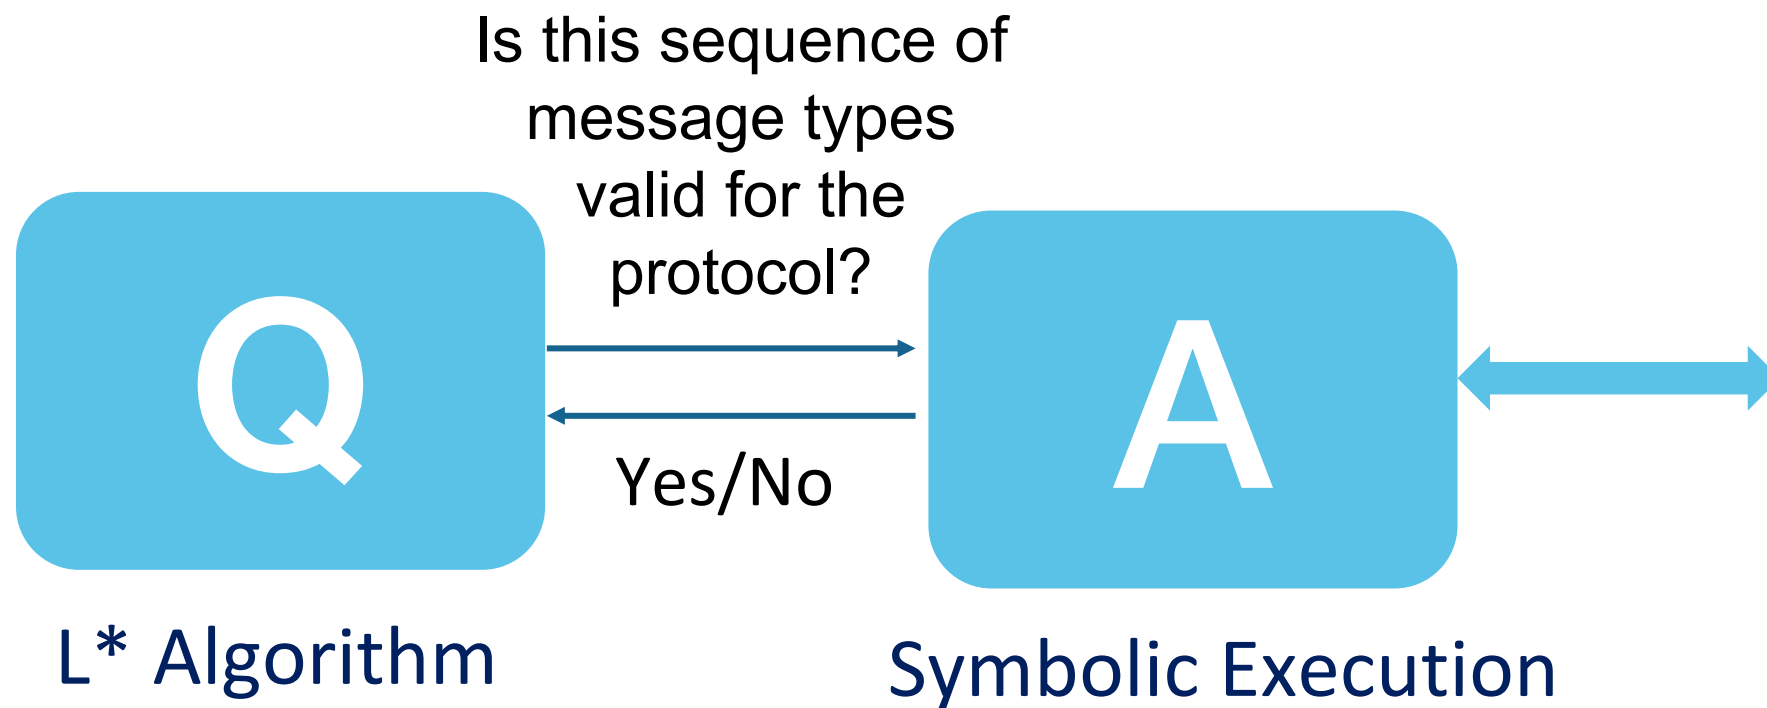 Is this sequence of
message types
valid for the
protocol?
Q
A
Yes/No
L* Algorithm
Symbolic Execution